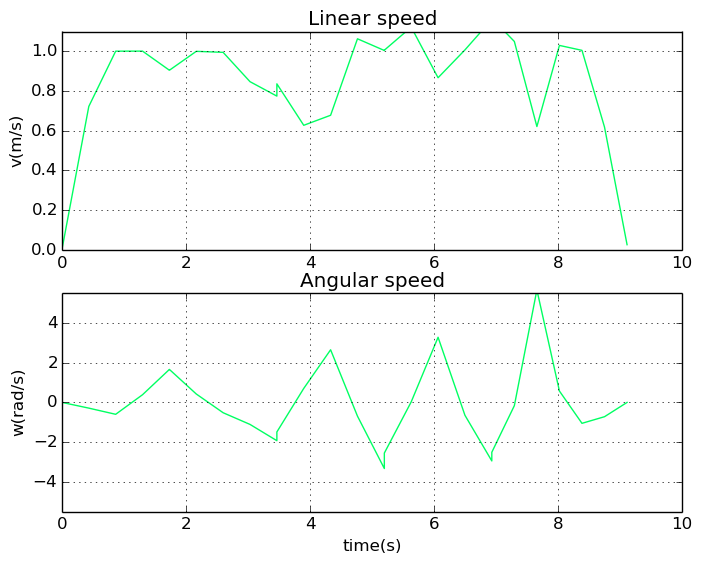 Linear speed
1.0
0.8
0.6
0.4
0.2
0.0
v(m/s)
0 2 4 6 8 10
Angular speed
4
2
0
−2
−4
w(rad/s)
0 2 4 6 8 10
time(s)